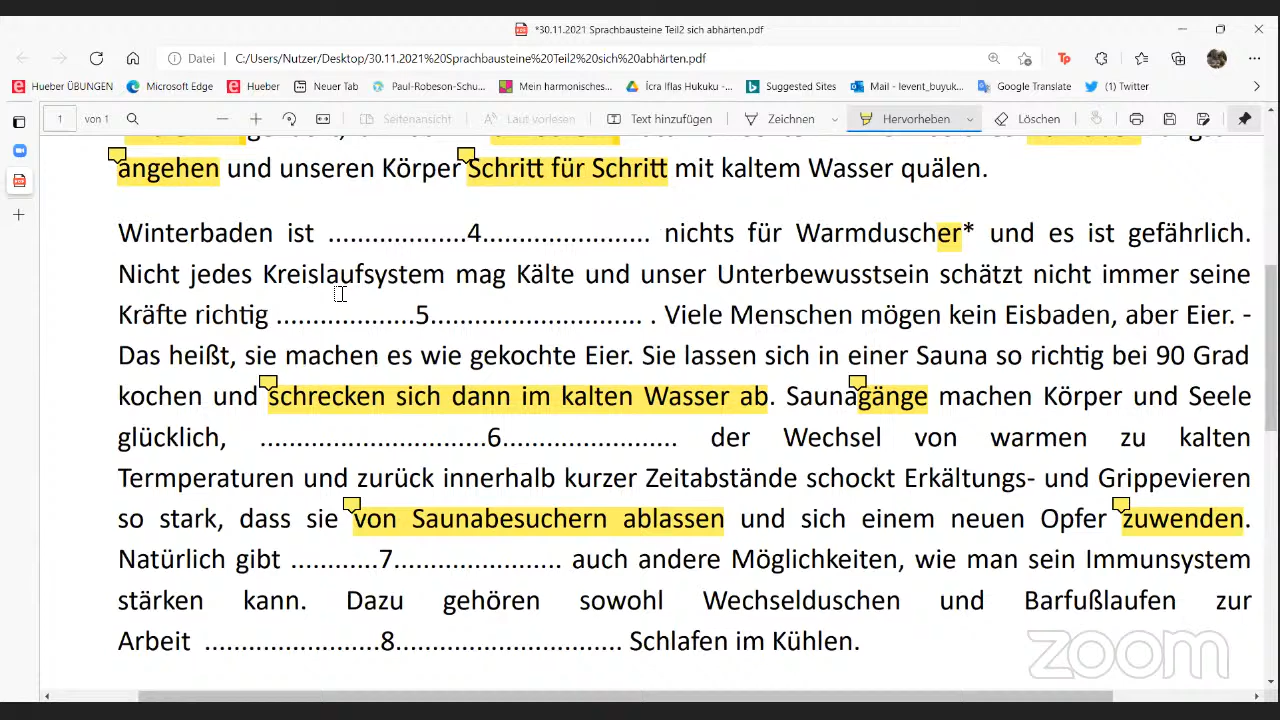 *30.11.2021 Sprachbausteine Teil2 sich abhärten.pdf
Datei C:/Users/Nutzer/Desktop/30.11.2021%20Sprachbausteine%20Teil2%20sich%20abhärten.pdf
Hueber ÜBUNGEN Microsoft Edge Hueber Neuer Tab Paul-Robeson-Schu... Mein harmonisches... İcra Iflas Hukuku -... Suggested Sites Mail - levent_buyuk... Google Translate (1) Twitter
1 von 1 Seitenansicht Laut vorlesen Text hinzufügen Zeichnen Hervorheben Löschen
angehen und unseren Körper Schritt für Schritt mit kaltem Wasser quälen.
Winterbaden ist ...................4....................... nichts für Warmduscher* und es ist gefährlich.
Nicht jedes Kreislaufsystem mag Kälte und unser Unterbewusstsein schätzt nicht immer seine
Kräfte richtig ...................5............................. . Viele Menschen mögen kein Eisbaden, aber Eier. -
Das heißt, sie machen es wie gekochte Eier. Sie lassen sich in einer Sauna so richtig bei 90 Grad
kochen und schrecken sich dann im kalten Wasser ab. Saunagänge machen Körper und Seele
glücklich, ...............................6........................ der Wechsel von warmen zu kalten
Termperaturen und zurück innerhalb kurzer Zeitabstände schockt Erkältungs- und Grippevieren
so stark, dass sie von Saunabesuchern ablassen und sich einem neuen Opfer zuwenden.
Natürlich gibt ............7....................... auch andere Möglichkeiten, wie man sein Immunsystem
stärken kann. Dazu gehören sowohl Wechselduschen und Barfußlaufen zur
Arbeit ........................8............................... Schlafen im Kühlen.
zoom